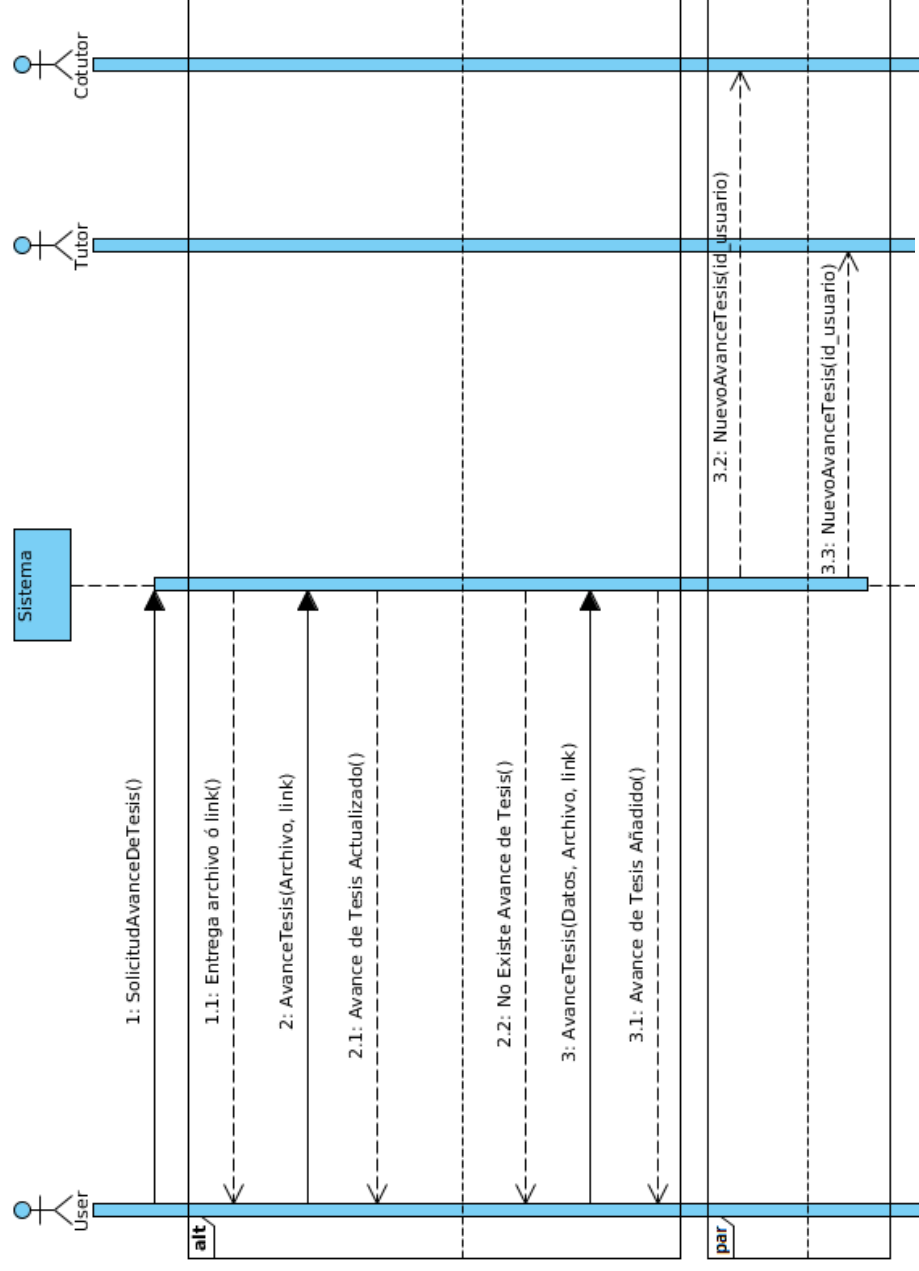 User
Sistema
Tutor
Cotutor
1: SolicitudAvanceDeTesis()
alt
1.1: Entrega archivo ó link()
2: AvanceTesis(Archivo, link)
2.1: Avance de Tesis Actualizado()
2.2: No Existe Avance de Tesis()
3: AvanceTesis(Datos, Archivo, link)
3.1: Avance de Tesis Añadido()
par
3.2: NuevoAvanceTesis(id_usuario)
3.3: NuevoAvanceTesis(id_usuario)